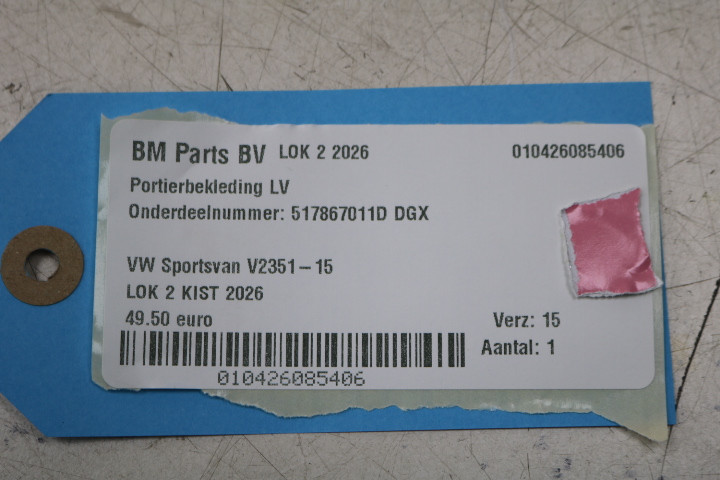 BM Parts BV LOK 2 2026 010426085406
Portierbekleding LV
Onderdeelnummer: 517867011D DGX
VW Sportsvan V2351-15
LOK 2 KIST 2026
49.50 euro Verz: 15
Aantal: 1
010426085406